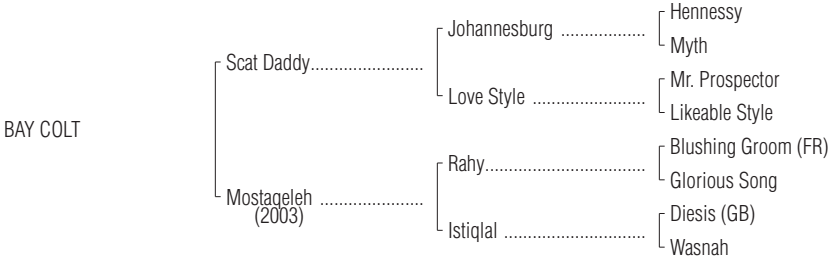 Hennessy
Johannesburg ....................
Myth
Scat Daddy.......................
Mr. Prospector
Love Style ........................
Likeable Style
BAY COLT
Blushing Groom (FR)
Rahy..................................
Glorious Song
Mostaqeleh .....................
(2003)
Diesis (GB)
Istiqlal ..............................
Wasnah